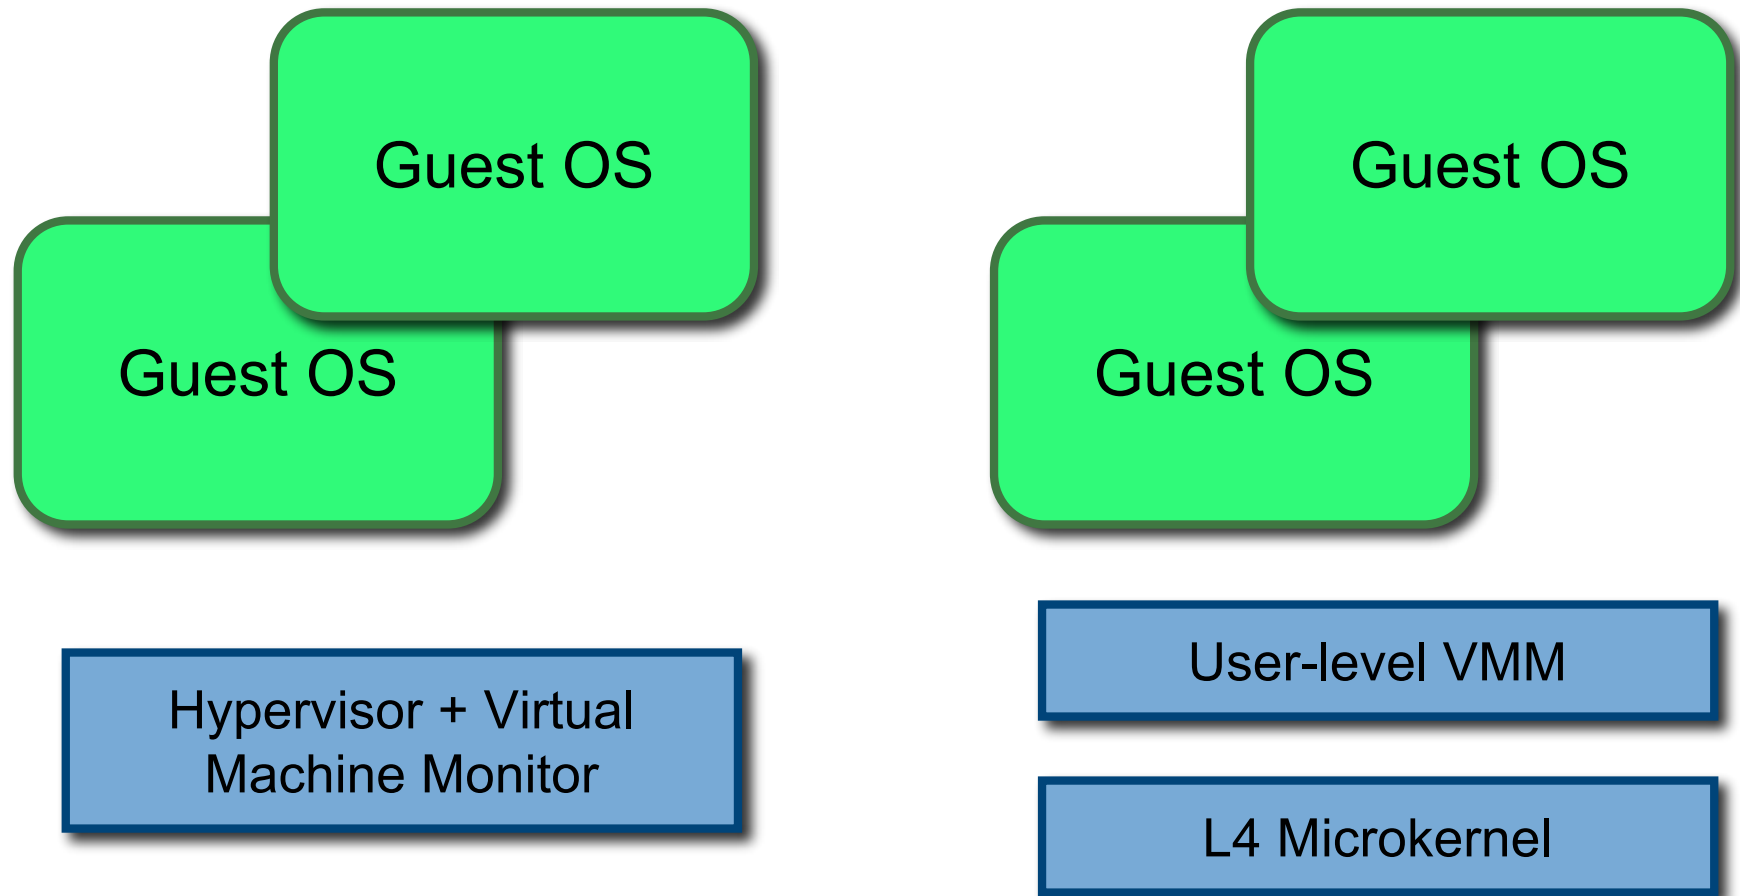 Guest OS
Guest OS
Hypervisor + Virtual
Machine Monitor
Guest OS
Guest OS
User-level VMM
L4 Microkernel